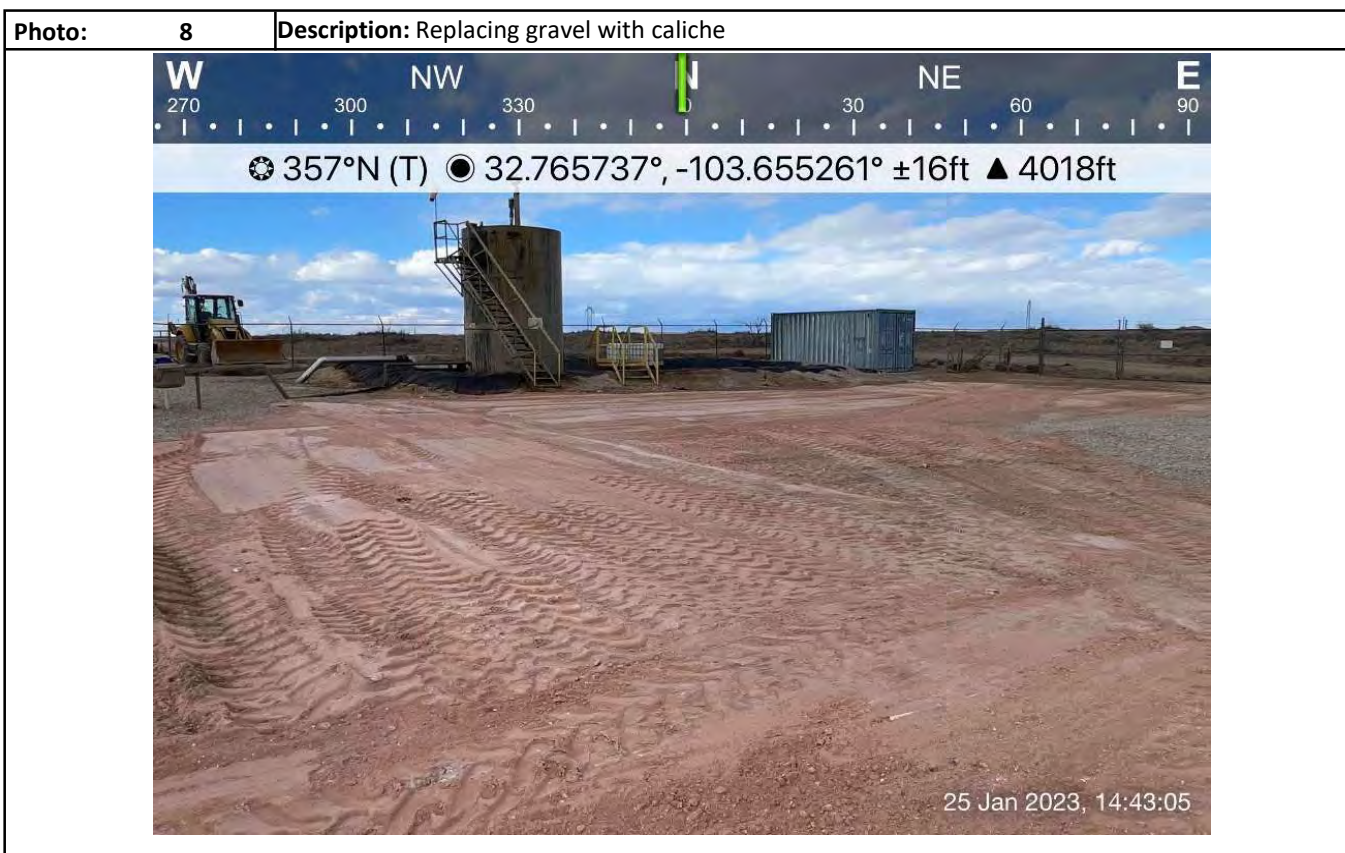 Photo: 8 Description: Replacing gravel with caliche
W NW N NE E
270 300 330 0 30 60 90
357°N (T) 32.765737°, -103.655261° ±16ft ▲ 4018ft
25 Jan 2023, 14:43:05